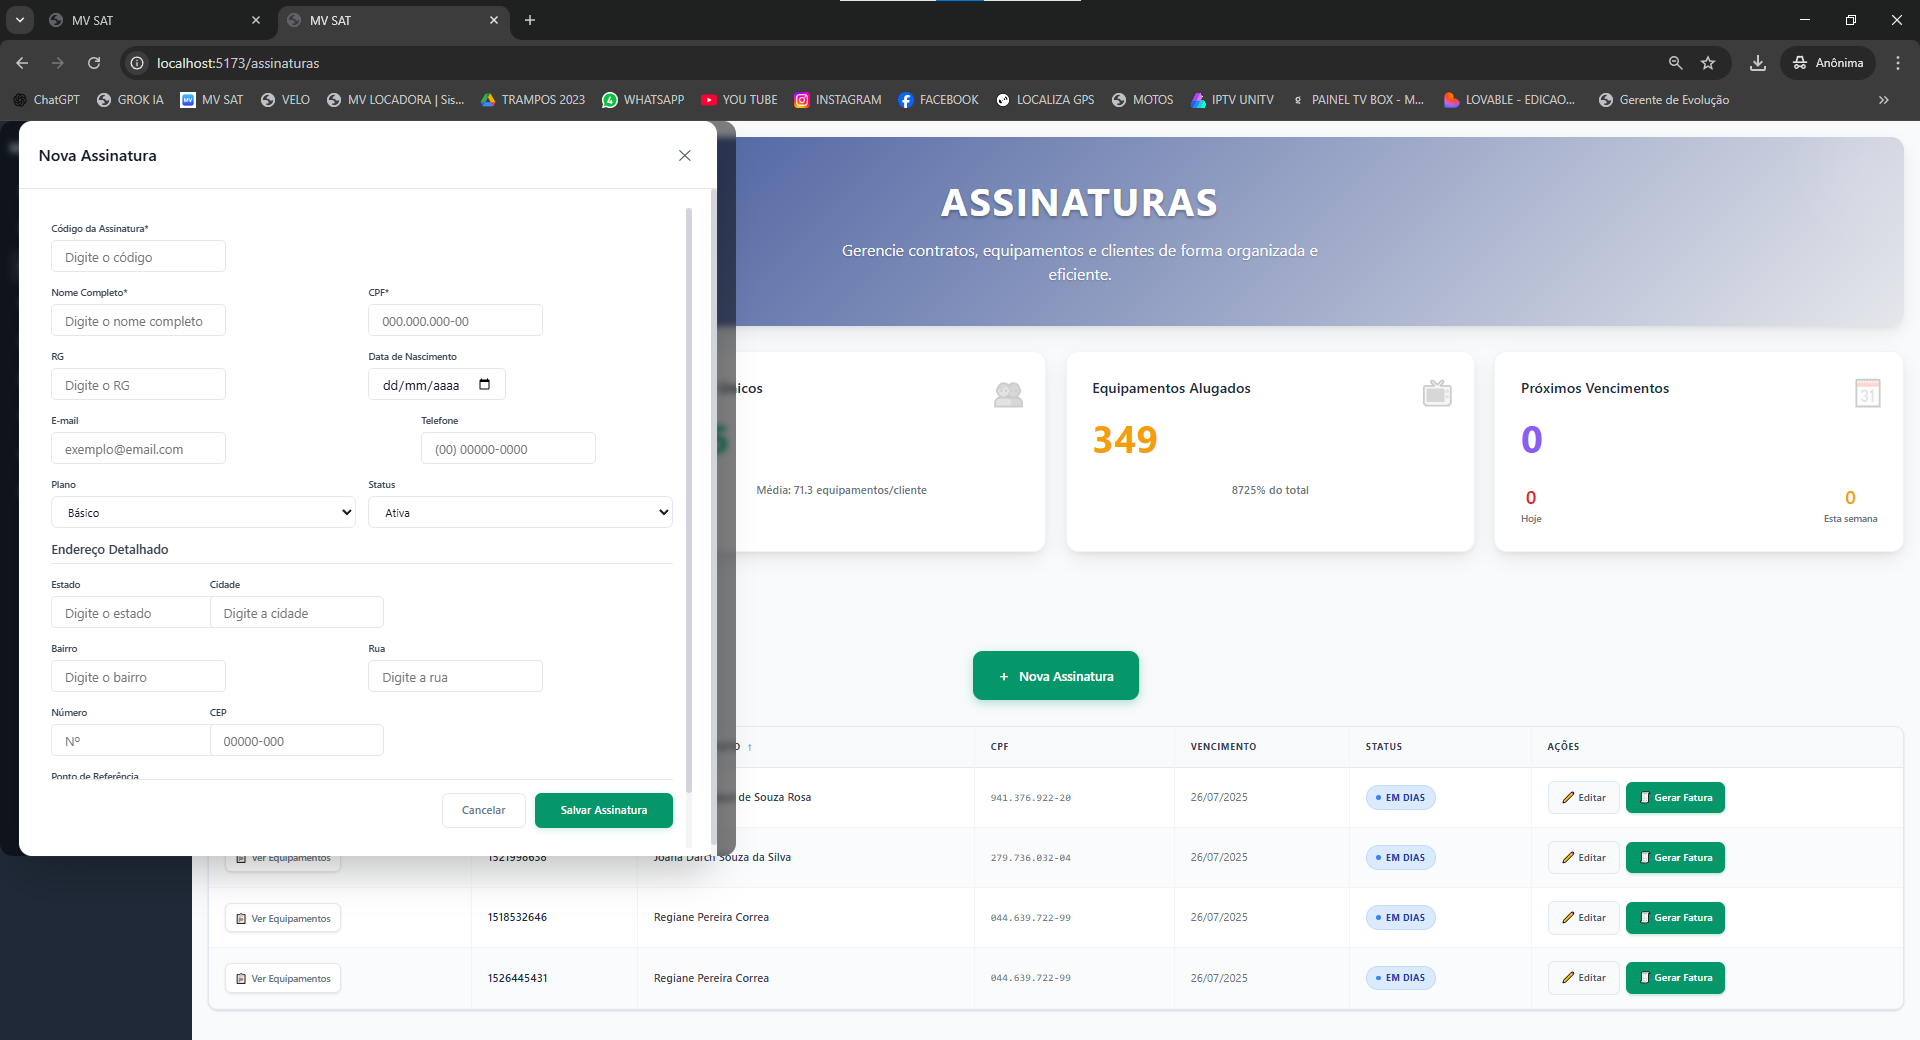 MV SAT
MV SAT
localhost:5173/assinaturas
Anônima
ChatGPT
GROK IA
MV SAT
VELO
MV LOCADORA | Sis...
TRAMPOS 2023
WHATSAPP
YOU TUBE
INSTAGRAM
FACEBOOK
LOCALIZA GPS
MOTOS
IPTV UNITV
PAINEL TV BOX - M...
LOVABLE - EDICAO...
Gerente de Evolução
Nova Assinatura
Código da Assinatura*
Digite o código
Nome Completo*
CPF*
Digite o nome completo
000.000.000-00
RG
Data de Nascimento
Digite o RG
dd/mm/aaaa
E-mail
Telefone
exemplo@email.com
(00) 00000-0000
Plano
Status
Básico
Ativa
Endereço Detalhado
Estado
Cidade
Digite o estado
Digite a cidade
Bairro
Rua
Digite o bairro
Digite a rua
Número
CEP
Nº
00000-000
Ponto de Referência
Cancelar
Salvar Assinatura
ASSINATURAS
Gerencie contratos, equipamentos e clientes de forma organizada e
eficiente.
icos
5
Média: 71.3 equipamentos/cliente
Equipamentos Alugados
349
8725% do total
Próximos Vencimentos
31
0
0
0
Hoje
Esta semana
+ Nova Assinatura
O ↑
CPF
VENCIMENTO
STATUS
AÇÕES
de Souza Rosa
941.376.922-20
26/07/2025
EM DIAS
Editar
Gerar Fatura
Ver Equipamentos
1521998638
Joana Darch Souza da Silva
279.736.032-04
26/07/2025
EM DIAS
Editar
Gerar Fatura
Ver Equipamentos
1518532646
Regiane Pereira Correa
044.639.722-99
26/07/2025
EM DIAS
Editar
Gerar Fatura
Ver Equipamentos
1526445431
Regiane Pereira Correa
044.639.722-99
26/07/2025
EM DIAS
Editar
Gerar Fatura